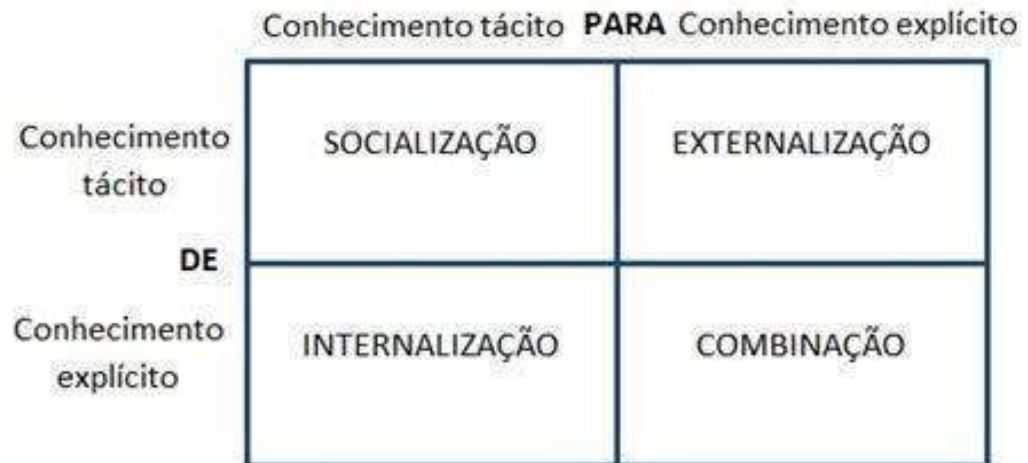 Conhecimento tácito PARA Conhecimento explícito
Conhecimento
tácito
SOCIALIZAÇÃO
EXTERNALIZAÇÃO
DE
Conhecimento
explícito
INTERNALIZAÇÃO
COMBINAÇÃO